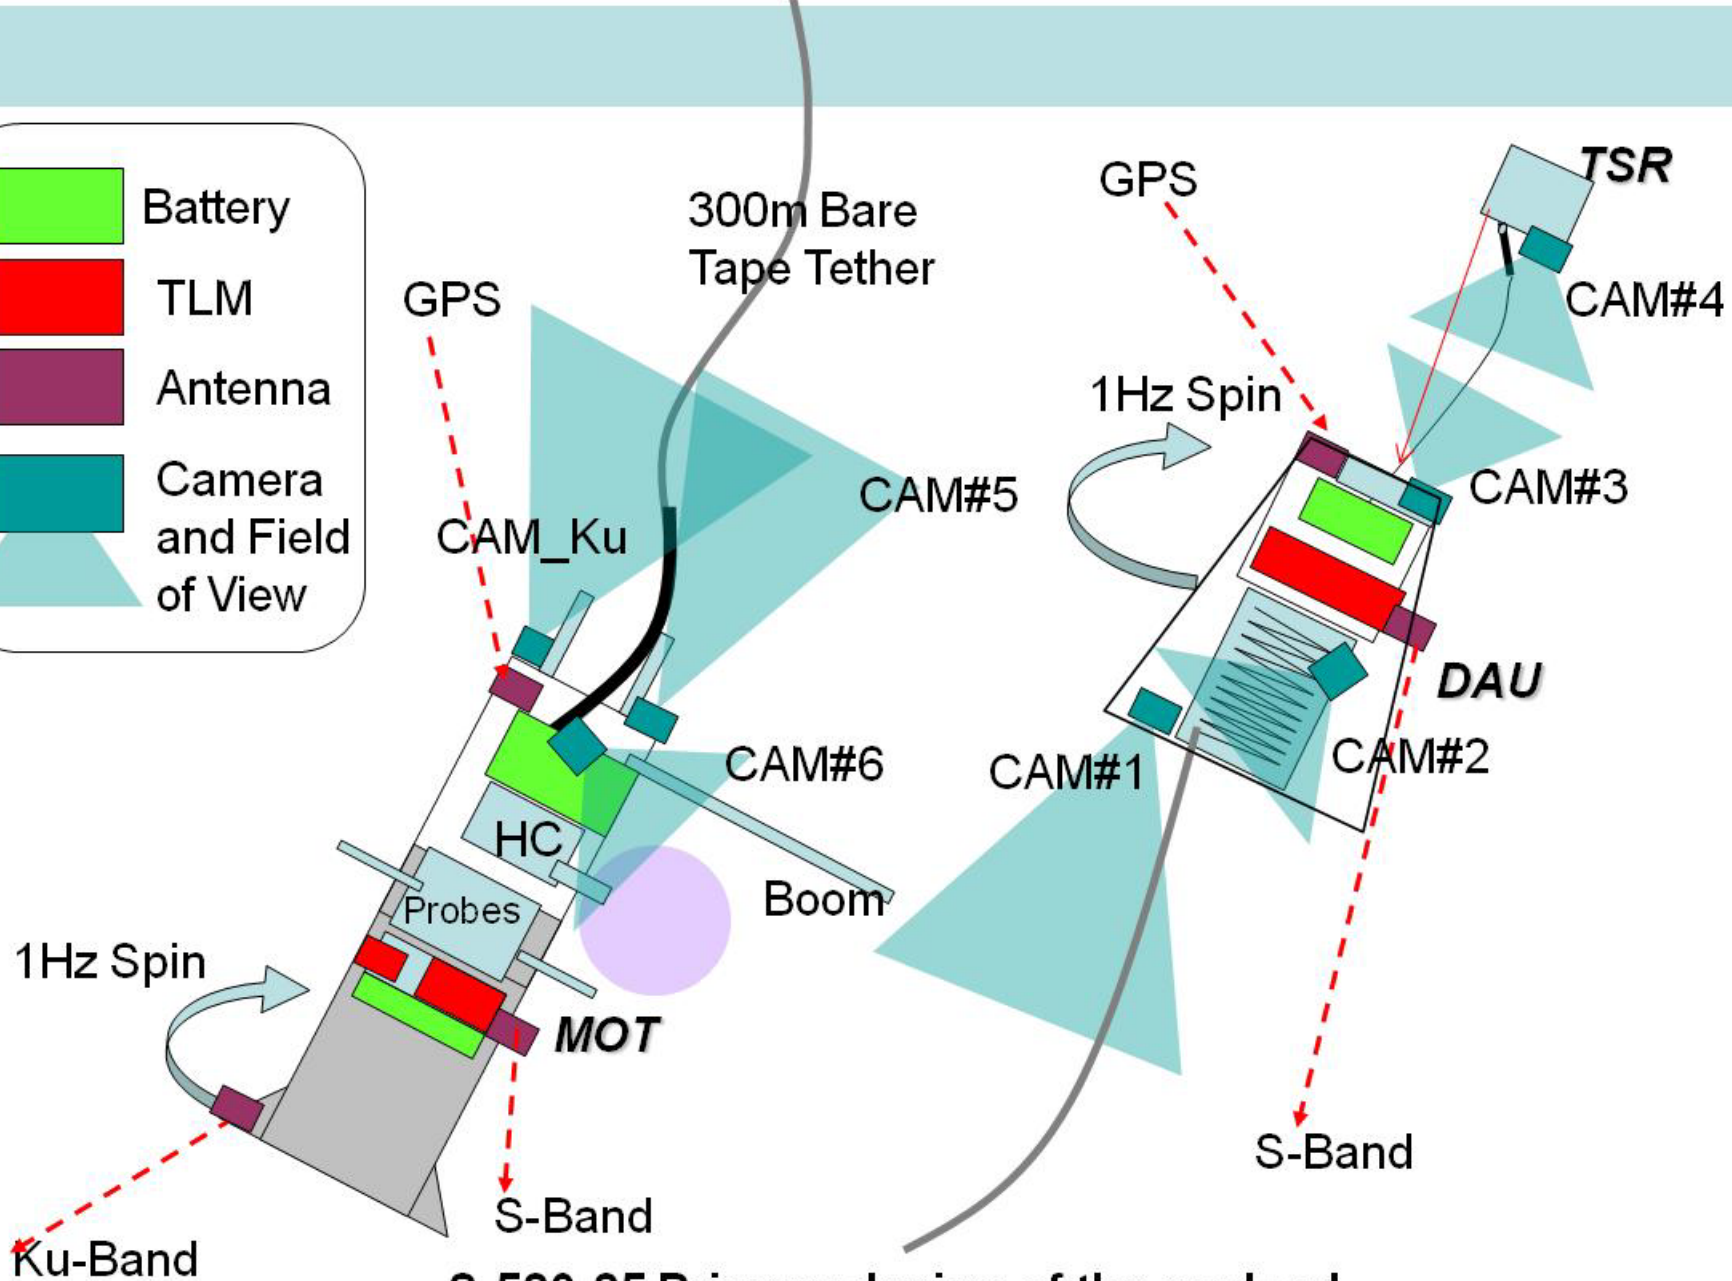 Battery
TLM
Antenna
Camera
and Field
of View
GPS
300m Bare
Tape Tether
CAM_Ku
CAM#5
CAM#6
HC
Probes
Boom
1Hz Spin
MOT
Ku-Band
S-Band
GPS
TSR
CAM#4
1Hz Spin
CAM#3
DAU
CAM#2
CAM#1
S-Band